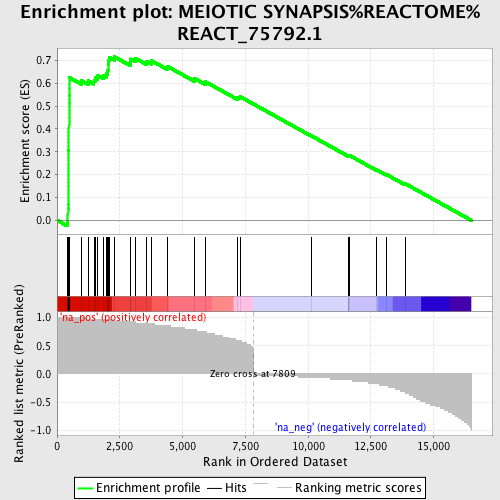 Enrichment plot: MEIOTIC SYNAPSIS%REACTOME%
REACT_75792.1
Enrichment score (ES)
0.7
0.6
0.5
0.4
0.3
0.2
0.1
0.0
Ranked list metric (PreRanked)
1.0
0.5
0.0
-0.5
-1.0
'na_pos' (positively correlated)
Zero cross at 7809
'na_neg' (negatively correlated)
0 2,500 5,000 7,500 10,000 12,500 15,000
Rank in Ordered Dataset
Enrichment profile Hits Ranking metric scores